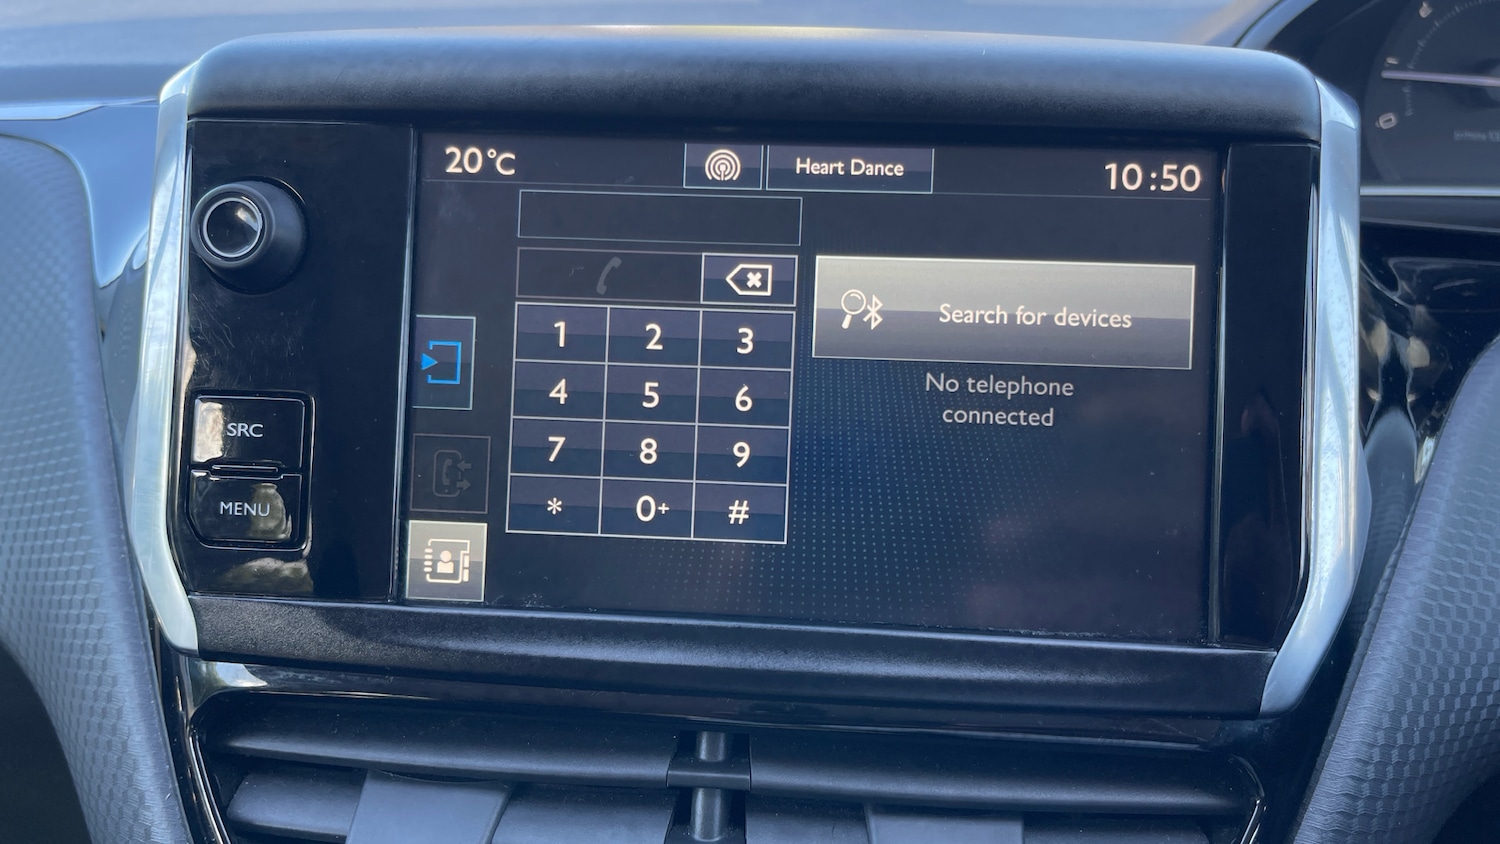 20°C
Heart Dance
10:50
Search for devices
No telephone
connected
1 2 3
4 5 6
7 8 9
* 0+ #
SRC
MENU